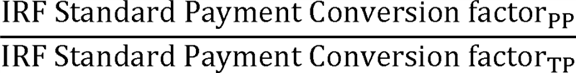 IRF Standard Payment Conversion factorPP
IRF Standard Payment Conversion factorTP